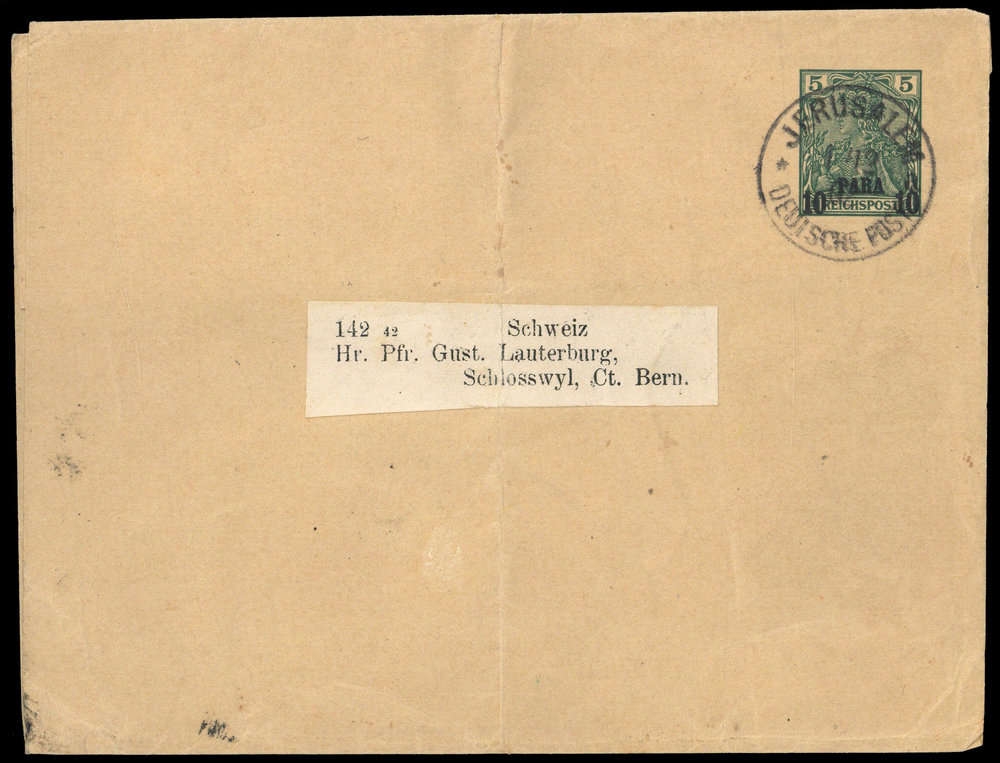 5 5
JERUSALEM
PARA
10 REICHSPOST 10
* DEUTSCHE POST
142 42 Schweiz
Hr. Pfr. Gust. Lauterburg,
Schlosswyl, Ct. Bern.